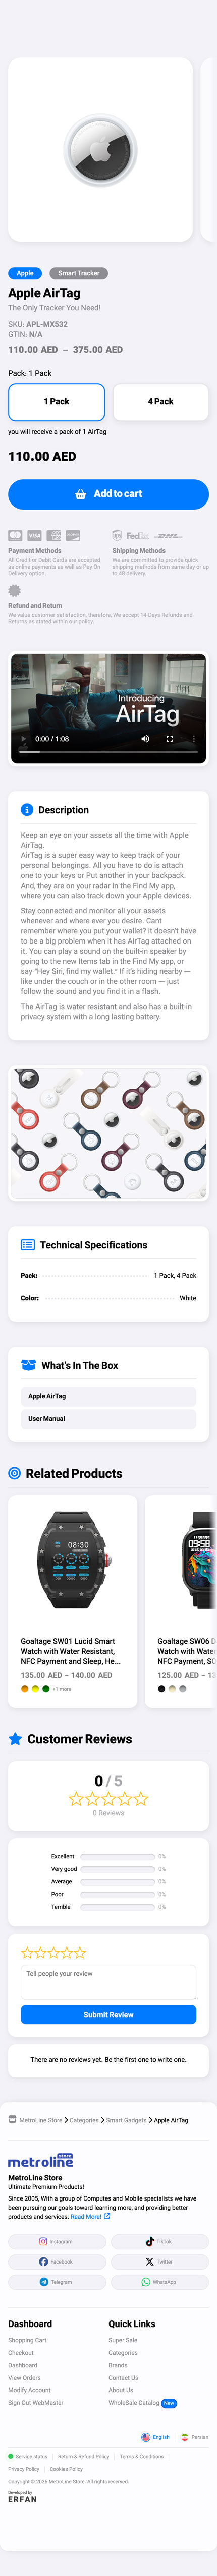 Apple
Smart Tracker
Apple AirTag
The Only Tracker You Need!
SKU: APL-MX532
GTIN: N/A
110.00 AED – 375.00 AED
Pack: 1 Pack
1 Pack
4 Pack
you will receive a pack of 1 AirTag
110.00 AED
Add to cart
VISA
FedEx
Payment Methods
All Credit or Debit Cards are accepted
as online payments as well as Pay On
Delivery option.
Shipping Methods
We are committed to provide quick
shipping methods from same day or up
to 48 delivery.
Refund and Return
We value customer satisfaction, therefore, We accept 14-Days Refunds and
Returns as stated within our policy.
Introducing
AirTag
0:00 / 1:08
Description
Keep an eye on your assets all the time with Apple
AirTag.
AirTag is a super easy way to keep track of your
personal belongings. All you have to is to attach
one to your keys or Put another in your backpack.
And, they are on your radar in the Find My app,
where you can also track down your Apple devices.
Stay connected and monitor all your assets
whenever and where ever you desire. Cant
remember where you put your wallet? it doesn't have
to be a big problem when it has AirTag attached on
it. You can play a sound on the built-in speaker by
going to the new Items tab in the Find My app, or
say "Hey Siri, find my wallet." If it's hiding nearby —
like under the couch or in the other room — just
follow the sound and you find it in a flash.
The AirTag is water resistant and also has a built-in
privacy system with a long lasting battery.
Technical Specifications
Pack: 1 Pack, 4 Pack
Color: White
What's In The Box
Apple AirTag
User Manual
Related Products
08:30
09:58
Goaltage SW01 Lucid Smart
Watch with Water Resistant,
NFC Payment and Sleep, He...
135.00 AED – 140.00 AED
+1 more
Goaltage SW06 D
Watch with Water
NFC Payment, SO
125.00 AED – 13
Customer Reviews
0 / 5
0 Reviews
Excellent 0%
Very good 0%
Average 0%
Poor 0%
Terrible 0%
Tell people your review
Submit Review
There are no reviews yet. Be the first one to write one.
MetroLine Store > Categories > Smart Gadgets > Apple AirTag
metroline
store
MetroLine Store
Ultimate Premium Products!
Since 2005, With a group of Computer and Mobile specialists we have
been pursuing our goals toward learning more, and providing better
products and services. Read More!
Instagram
TikTok
Facebook
Twitter
Telegram
WhatsApp
Dashboard
Shopping Cart
Checkout
Dashboard
View Orders
Modify Account
Sign Out WebMaster
Quick Links
Super Sale
Categories
Brands
Contact Us
About Us
WholeSale Catalog New
English
Persian
Service status
Return & Refund Policy
Terms & Conditions
Privacy Policy
Cookies Policy
Copyright © 2025 MetroLine Store. All rights reserved.
Developed by
ERFAN